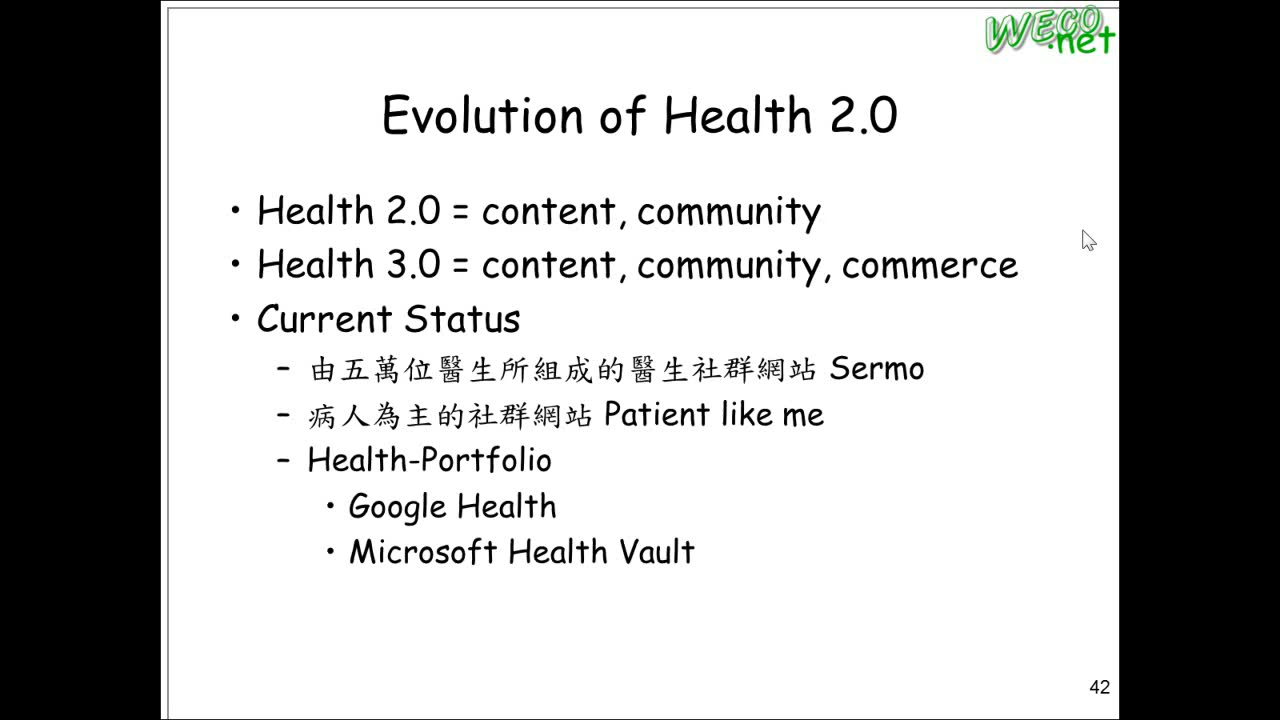 WECO
.net
Evolution of Health 2.0
• Health 2.0 = content, community
• Health 3.0 = content, community, commerce
• Current Status
– 由五萬位醫生所組成的醫生社群網站 Sermo
– 病人為主的社群網站 Patient like me
– Health-Portfolio
• Google Health
• Microsoft Health Vault
42